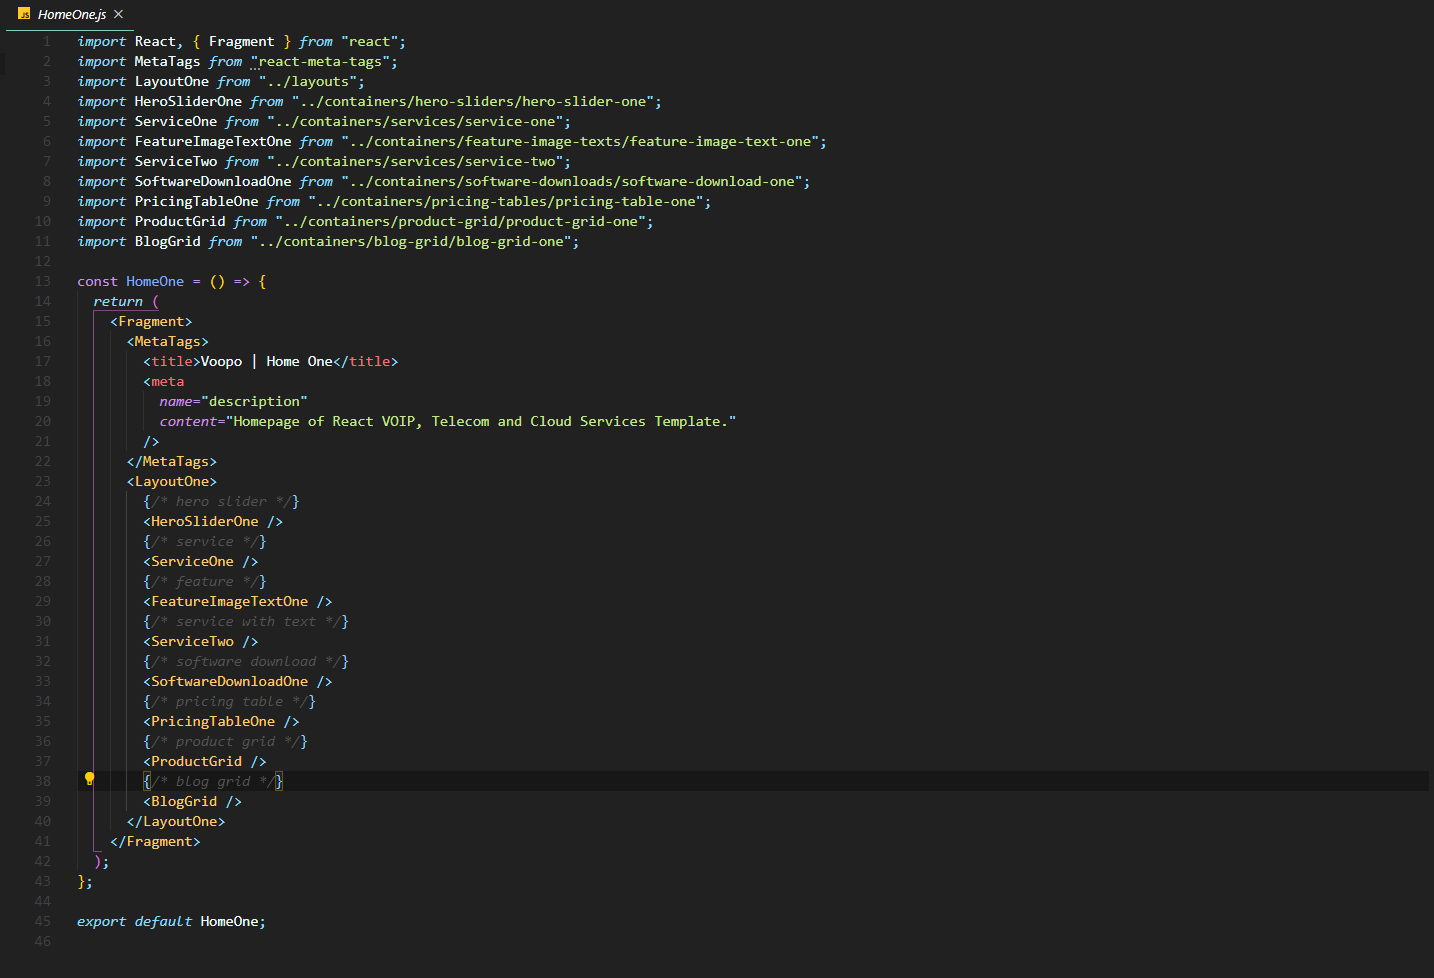 JS HomeOne.js ×
1 import React, { Fragment } from "react";
2 import MetaTags from "react-meta-tags";
3 import LayoutOne from "../layouts";
4 import HeroSliderOne from "../containers/hero-sliders/hero-slider-one";
5 import ServiceOne from "../containers/services/service-one";
6 import FeatureImageTextOne from "../containers/feature-image-texts/feature-image-text-one";
7 import ServiceTwo from "../containers/services/service-two";
8 import SoftwareDownloadOne from "../containers/software-downloads/software-download-one";
9 import PricingTableOne from "../containers/pricing-tables/pricing-table-one";
10 import ProductGrid from "../containers/product-grid/product-grid-one";
11 import BlogGrid from "../containers/blog-grid/blog-grid-one";
12
13 const HomeOne = () => {
14   return (
15     <Fragment>
16       <MetaTags>
17         <title>Voopo | Home One</title>
18         <meta
19           name="description"
20           content="Homepage of React VOIP, Telecom and Cloud Services Template."
21         />
22       </MetaTags>
23       <LayoutOne>
24         {/* hero slider */}
25         <HeroSliderOne />
26         {/* service */}
27         <ServiceOne />
28         {/* feature */}
29         <FeatureImageTextOne />
30         {/* service with text */}
31         <ServiceTwo />
32         {/* software download */}
33         <SoftwareDownloadOne />
34         {/* pricing table */}
35         <PricingTableOne />
36         {/* product grid */}
37         <ProductGrid />
38         {/* blog grid */}
39         <BlogGrid />
40       </LayoutOne>
41     </Fragment>
42   );
43 };
44
45 export default HomeOne;
46